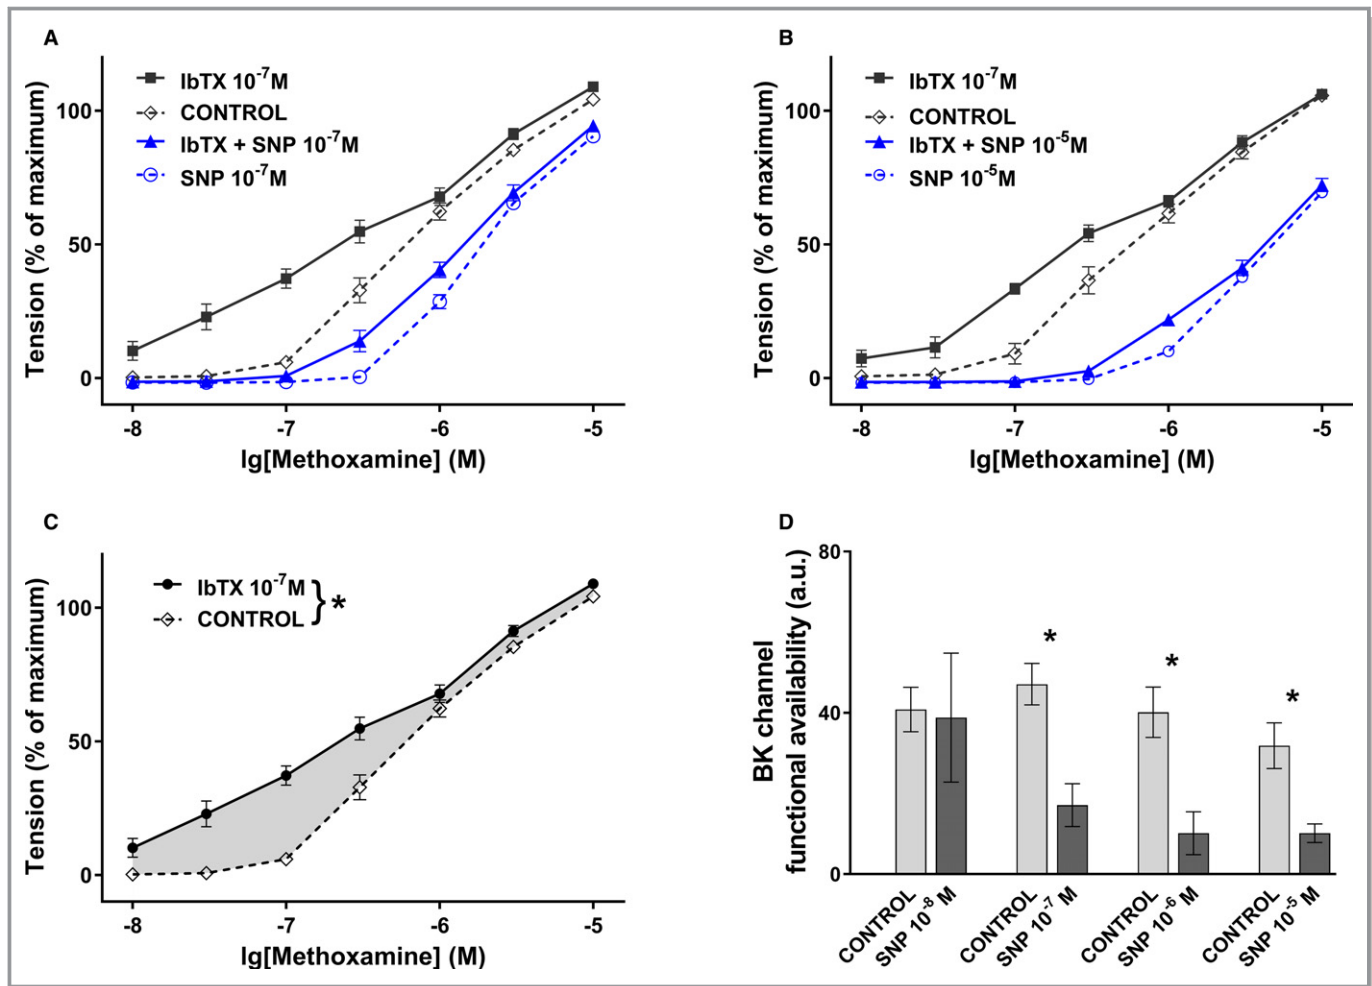 A
IbTX 10⁻⁷M
CONTROL
IbTX + SNP 10⁻⁷M
SNP 10⁻⁷M
Tension (% of maximum)
100
50
0
-8 -7 -6 -5
lg[Methoxamine] (M)
B
IbTX 10⁻⁷M
CONTROL
IbTX + SNP 10⁻⁵M
SNP 10⁻⁵M
Tension (% of maximum)
100
50
0
-8 -7 -6 -5
lg[Methoxamine] (M)
C
IbTX 10⁻⁷M
CONTROL
} *
Tension (% of maximum)
100
50
0
-8 -7 -6 -5
lg[Methoxamine] (M)
D
BK channel
functional availability (a.u.)
80
40
0
* * *
CONTROL
SNP 10⁻⁸ M
CONTROL
SNP 10⁻⁷ M
CONTROL
SNP 10⁻⁶ M
CONTROL
SNP 10⁻⁵ M